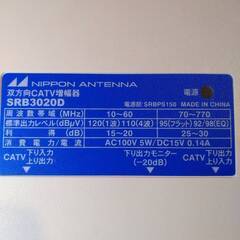 NIPPON ANTENNA
双方向CATV増幅器 電源
SRB3020D 電源部 SRBPS150 MADE IN CHINA
周波数帯域(MHz) 10~60 70~770
標準出力レベル(dBμV) 120(1波) 110(4波) 95(フラット) 92/98(EQ)
利得(dB) 15~20 25~30
消費電力/電流 AC100V 5W/DC15V 0.14A
CATV 下り入力 上り出力 下り出力モニター (-20dB) 下り出力 上り入力 CATV